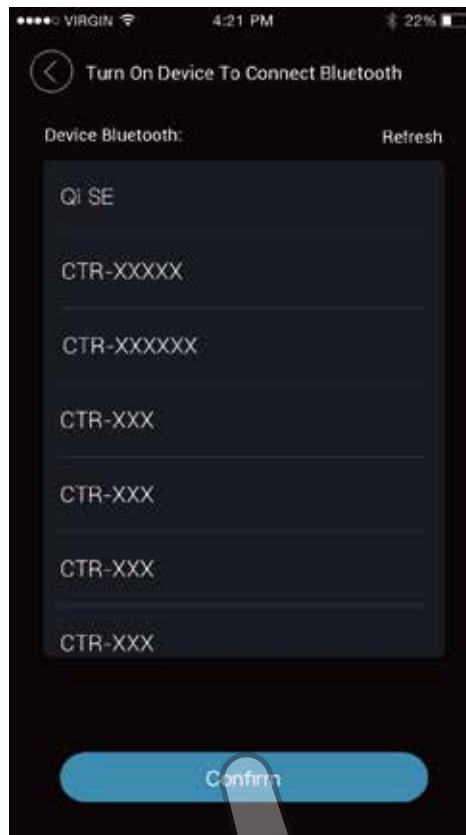 VIRGIN 4:21 PM 22%
Turn On Device To Connect Bluetooth
Device Bluetooth: Refresh
Qi SE
CTR-XXXXX
CTR-XXXXXX
CTR-XXX
CTR-XXX
CTR-XXX
CTR-XXX
Confirm